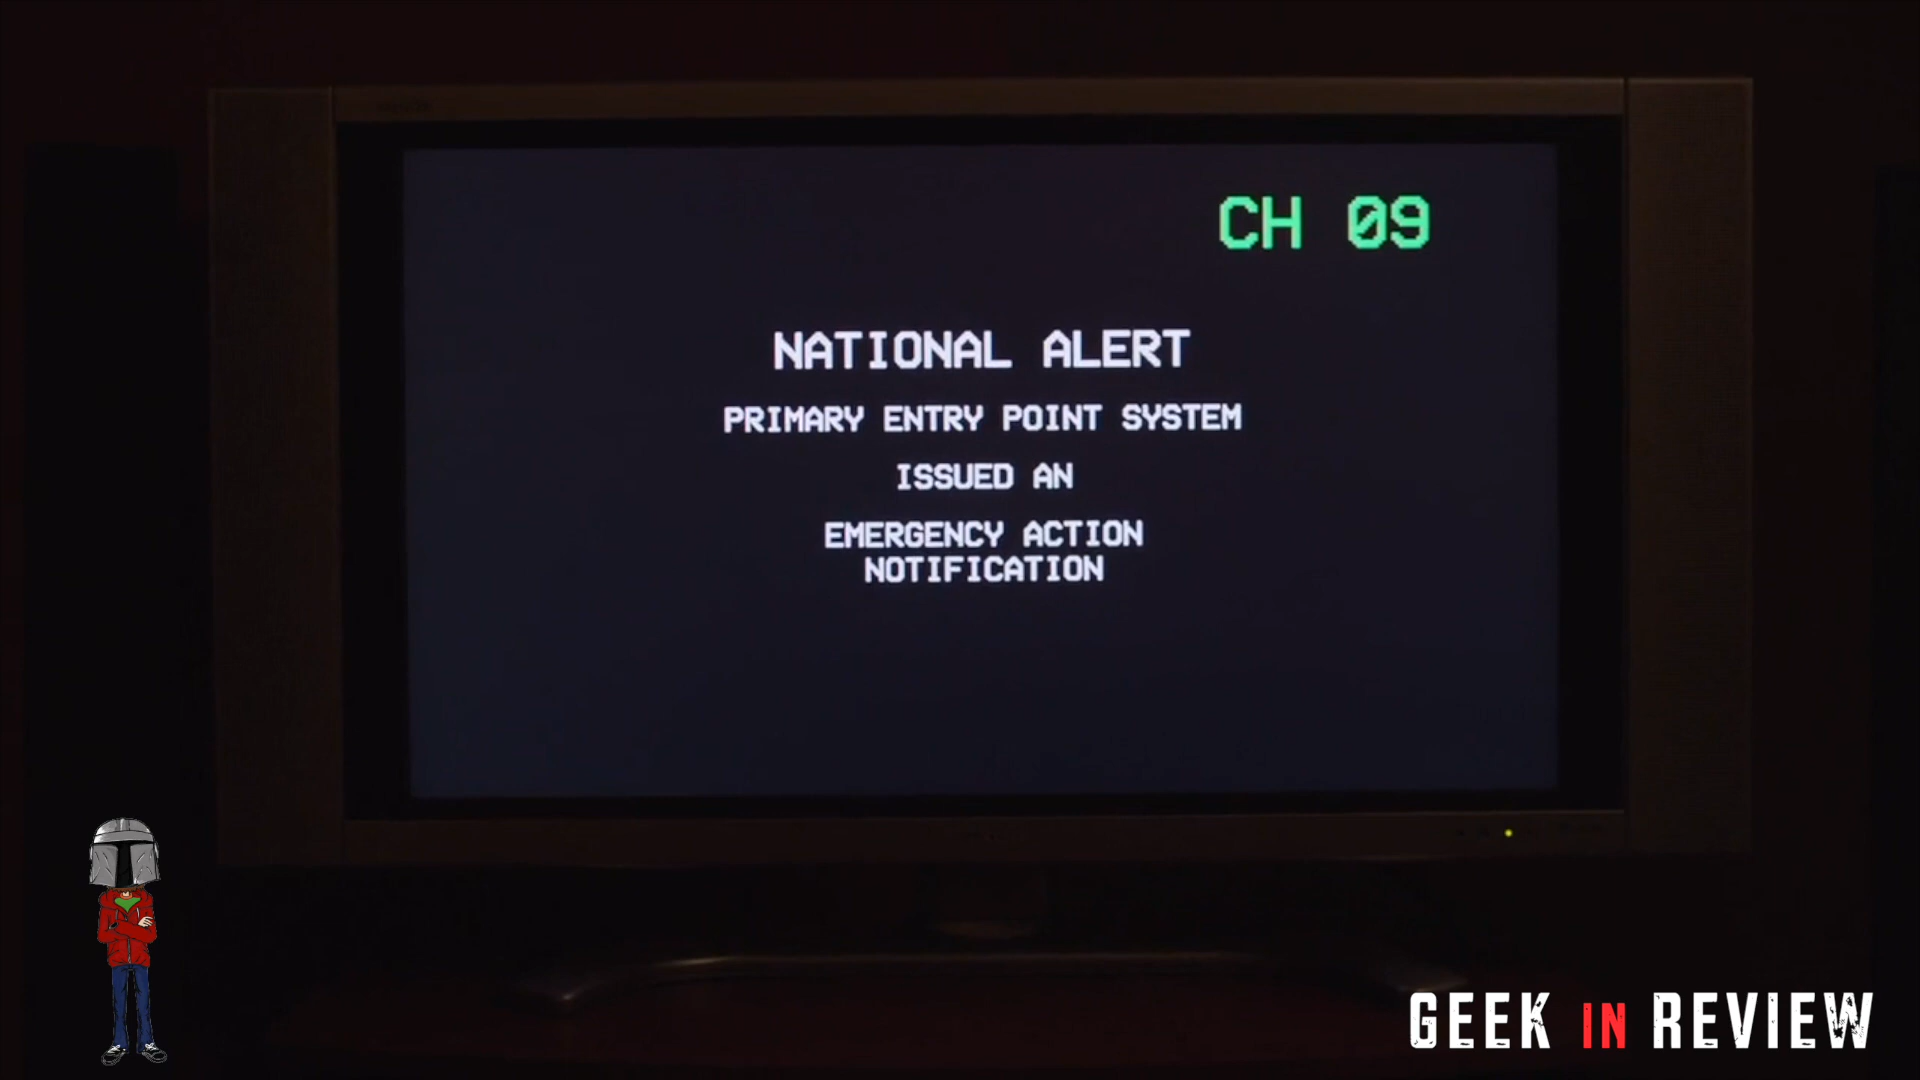 CH 09
NATIONAL ALERT
PRIMARY ENTRY POINT SYSTEM
ISSUED AN
EMERGENCY ACTION
NOTIFICATION
GEEK IN REVIEW